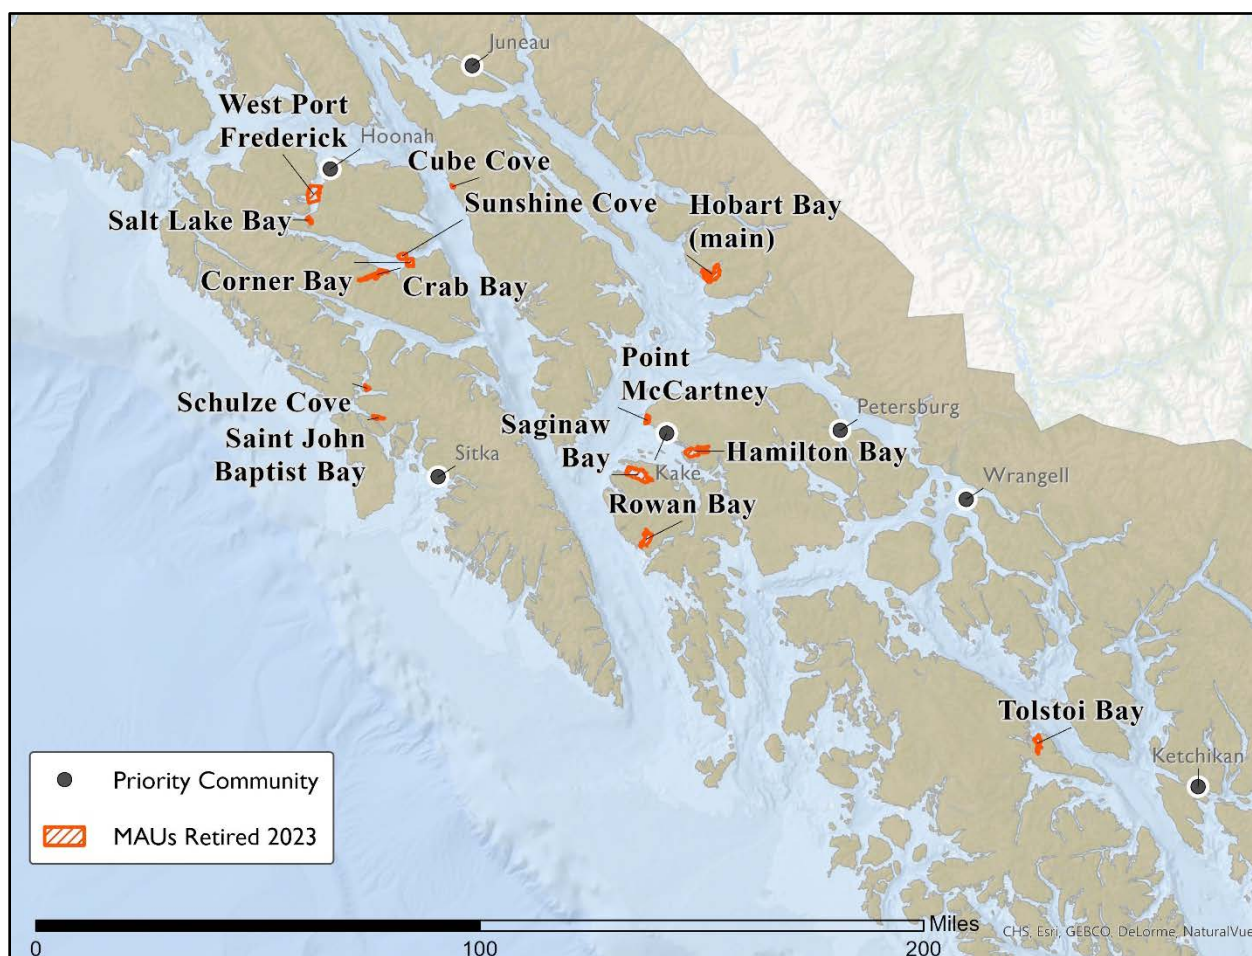 Juneau
West Port
Frederick
Hoonah
Cube Cove
Sunshine Cove
Salt Lake Bay
Hobart Bay
(main)
Corner Bay
Crab Bay
Point
McCartney
Schulze Cove
Petersburg
Saginaw
Bay
Saint John
Baptist Bay
Hamilton Bay
Sitka
Kake
Wrangell
Rowan Bay
Tolstoi Bay
Ketchikan
Priority Community
MAUs Retired 2023
Miles
0
100
200
CHS, Esri, GEBCO, DeLorme, NaturalVue